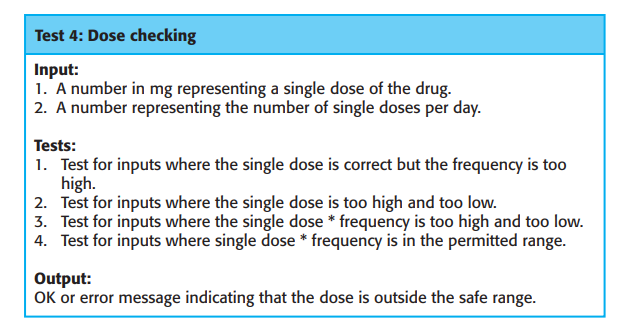 Test 4: Dose checking
Input:
1. A number in mg representing a single dose of the drug.
2. A number representing the number of single doses per day.
Tests:
1. Test for inputs where the single dose is correct but the frequency is too
high.
2. Test for inputs where the single dose is too high and too low.
3. Test for inputs where the single dose * frequency is too high and too low.
4. Test for inputs where single dose * frequency is in the permitted range.
Output:
OK or error message indicating that the dose is outside the safe range.